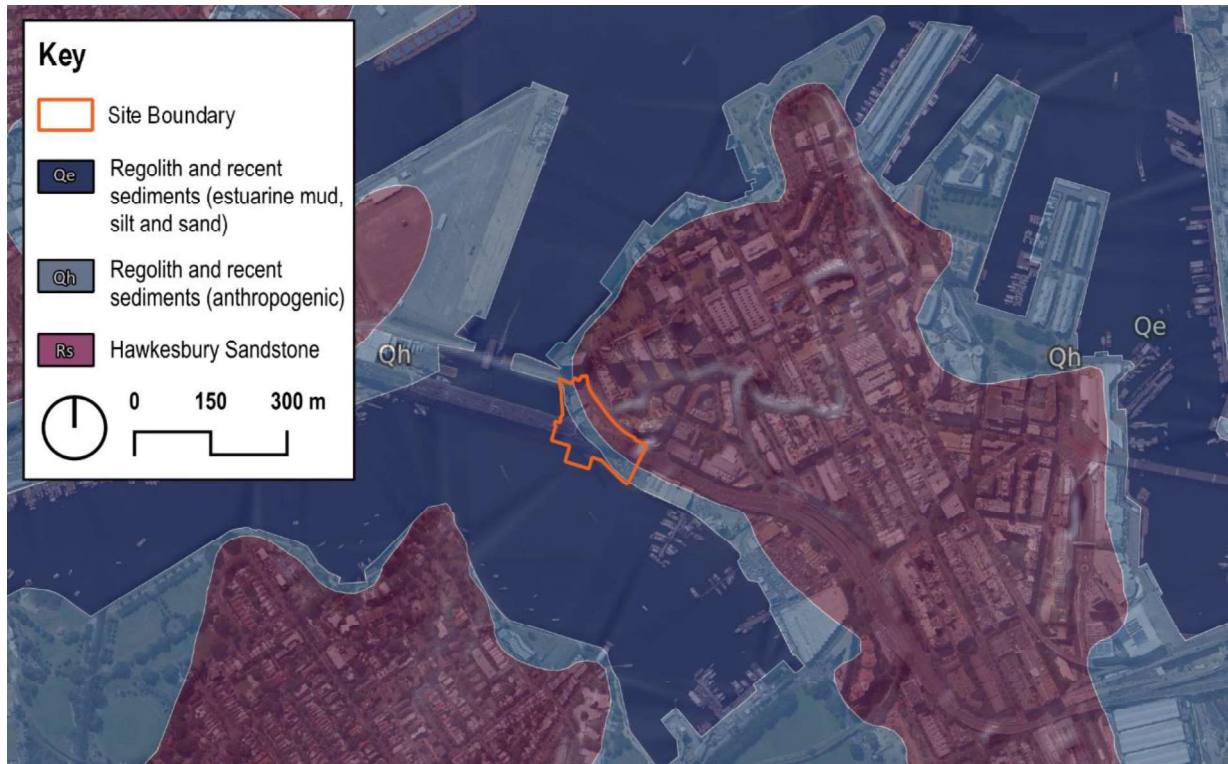 Key
Site Boundary
Qe
Regolith and recent
sediments (estuarine mud,
silt and sand)
Qh
Regolith and recent
sediments (anthropogenic)
Rs
Hawkesbury Sandstone
0 150 300 m
Qh
Qh
Qe